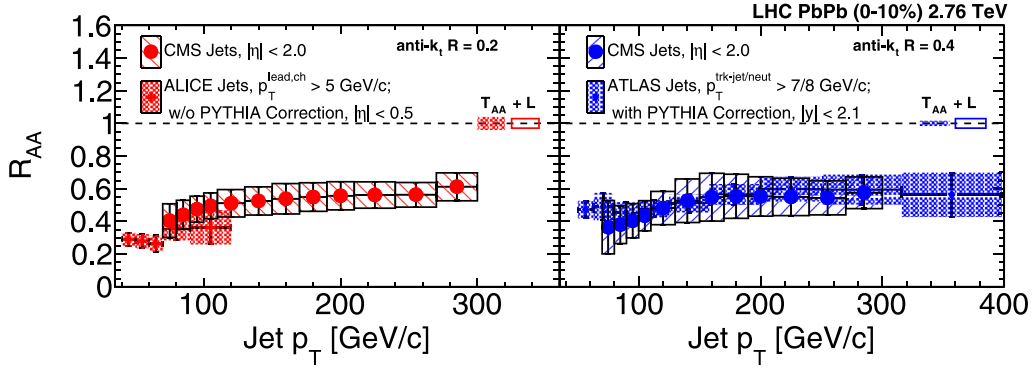 LHC PbPb (0-10%) 2.76 TeV
R_AA
1.6
1.4
1.2
1
0.8
0.6
0.4
0.2
0
CMS Jets, |η| < 2.0
anti-k_t R = 0.2
ALICE Jets, p_T^lead,ch > 5 GeV/c;
w/o PYTHIA Correction, |η| < 0.5
T_AA + L
100 200 300
Jet p_T [GeV/c]
CMS Jets, |η| < 2.0
anti-k_t R = 0.4
ATLAS Jets, p_T^trk-jet/neut > 7/8 GeV/c;
with PYTHIA Correction, |y| < 2.1
T_AA + L
100 200 300 400
Jet p_T [GeV/c]